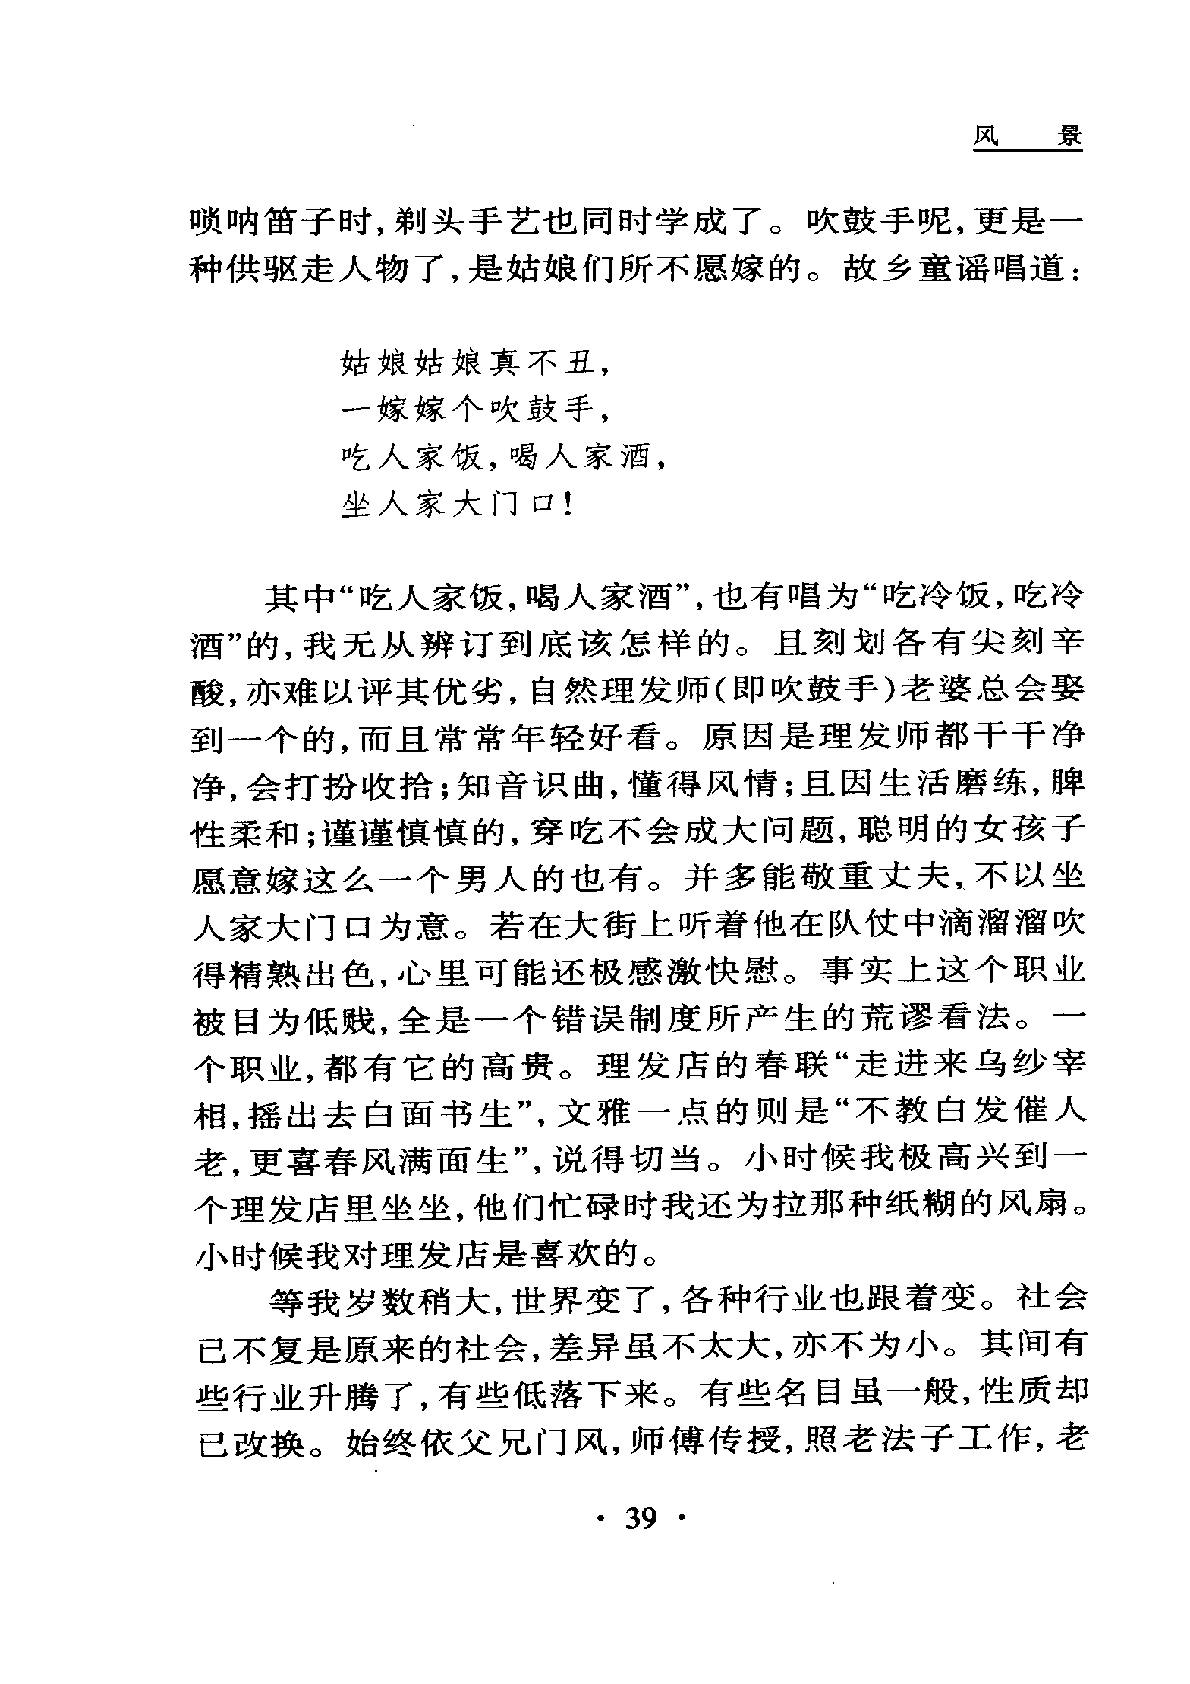 风 景
唢呐笛子时,剃头手艺也同时学成了。吹鼓手呢,更是一
种供驱走人物了,是姑娘们所不愿嫁的。故乡童谣唱道:
姑娘姑娘真不丑,
一嫁嫁个吹鼓手,
吃人家饭,喝人家酒,
坐人家大门口!
其中“吃人家饭,喝人家酒”,也有唱为“吃冷饭,吃冷
酒”的,我无从辨订到底该怎样的。且刻划各有尖刻辛
酸,亦难以评其优劣,自然理发师(即吹鼓手)老婆总会娶
到一个的,而且常常年轻好看。原因是理发师都干干净
净,会打扮收拾;知音识曲,懂得风情;且因生活磨练,脾
性柔和;谨谨慎慎的,穿吃不会成大问题,聪明的女孩子
愿意嫁这么一个男人的也有。并多能敬重丈夫,不以坐
人家大门口为意。若在大街上听着他在队仗中滴溜溜吹
得精熟出色,心里可能还极感激快慰。事实上这个职业
被目为低贱,全是一个错误制度所产生的荒谬看法。一
个职业,都有它的高贵。理发店的春联“走进来乌纱宰
相,摇出去白面书生”,文雅一点的则是“不教白发催人
老,更喜春风满面生”,说得切当。小时候我极高兴到一
个理发店里坐坐,他们忙碌时我还为拉那种纸糊的风扇。
小时候我对理发店是喜欢的。
等我岁数稍大,世界变了,各种行业也跟着变。社会
已不复是原来的社会,差异虽不太大,亦不为小。其间有
些行业升腾了,有些低落下来。有些名目虽一般,性质却
已改换。始终依父兄门风,师傅传授,照老法子工作,老
· 39 ·